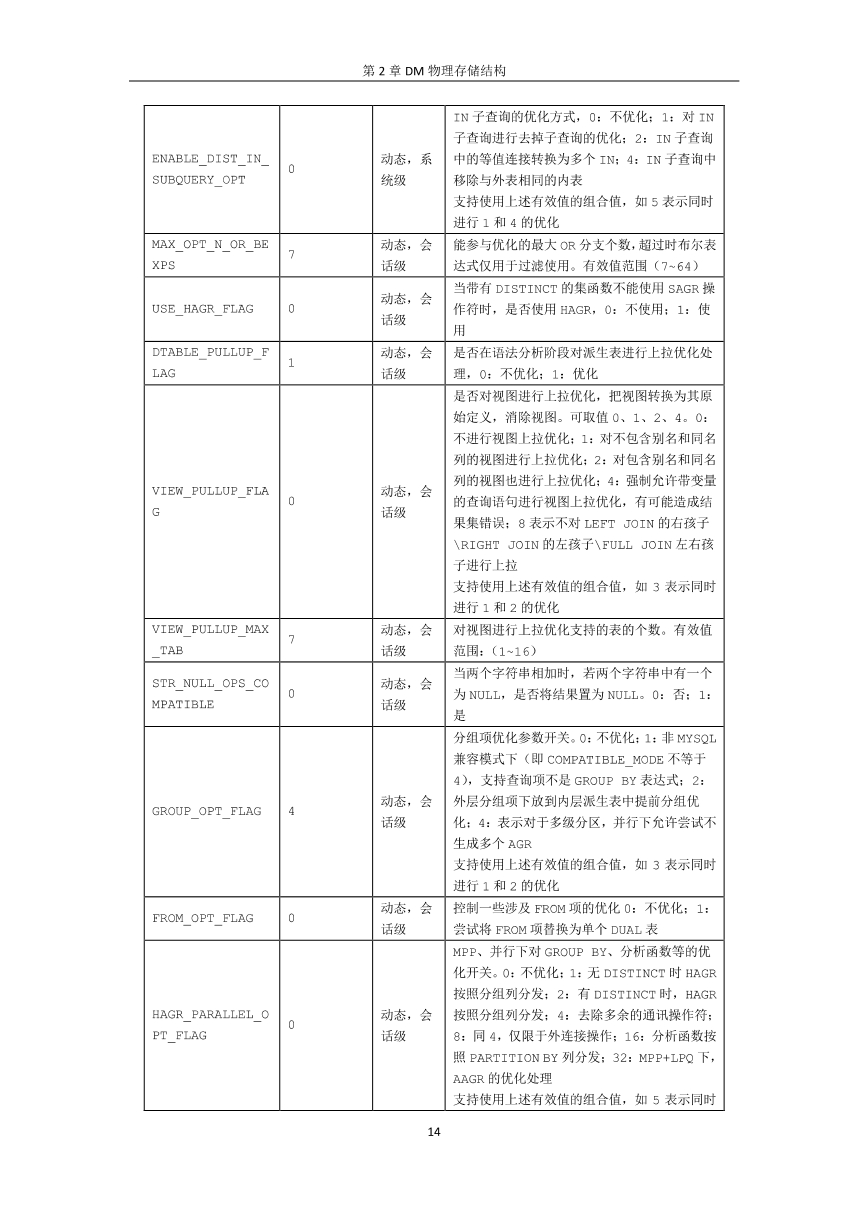 第 2 章 DM 物理存储结构
ENABLE_DIST_IN_
SUBQUERY_OPT
0
动态，系
统级
IN 子查询的优化方式，0：不优化；1：对 IN
子查询进行去掉子查询的优化；2：IN 子查询
中的等值连接转换为多个 IN；4：IN 子查询中
移除与外表相同的内表
支持使用上述有效值的组合值，如 5 表示同时
进行 1 和 4 的优化
MAX_OPT_N_OR_BE
XPS
7
动态，会
话级
能参与优化的最大 OR 分支个数，超过时布尔表
达式仅用于过滤使用。有效值范围（7~64）
USE_HAGR_FLAG
0
动态，会
话级
当带有 DISTINCT 的集函数不能使用 SAGR 操
作符时，是否使用 HAGR，0：不使用；1：使
用
DTABLE_PULLUP_F
LAG
1
动态，会
话级
是否在语法分析阶段对派生表进行上拉优化处
理，0：不优化；1：优化
VIEW_PULLUP_FLA
G
0
动态，会
话级
是否对视图进行上拉优化，把视图转换为其原
始定义，消除视图。可取值 0、1、2、4。0：
不进行视图上拉优化；1：对不包含别名和同名
列的视图进行上拉优化；2：对包含别名和同名
列的视图也进行上拉优化；4：强制允许带变量
的查询语句进行视图上拉优化，有可能造成结
果集错误；8 表示不对 LEFT JOIN 的右孩子
\RIGHT JOIN 的左孩子\FULL JOIN 左右孩
子进行上拉
支持使用上述有效值的组合值，如 3 表示同时
进行 1 和 2 的优化
VIEW_PULLUP_MAX
_TAB
7
动态，会
话级
对视图进行上拉优化支持的表的个数。有效值
范围：（1~16）
STR_NULL_OPS_CO
MPATIBLE
0
动态，会
话级
当两个字符串相加时，若两个字符串中有一个
为 NULL，是否将结果置为 NULL。0：否；1：
是
GROUP_OPT_FLAG
4
动态，会
话级
分组项优化参数开关。0：不优化；1：非 MYSQL
兼容模式下（即 COMPATIBLE_MODE 不等于
4），支持查询项不是 GROUP BY 表达式；2：
外层分组项下放到内层派生表中提前分组优
化；4：表示对于多级分区，并行下允许尝试不
生成多个 AGR
支持使用上述有效值的组合值，如 3 表示同时
进行 1 和 2 的优化
FROM_OPT_FLAG
0
动态，会
话级
控制一些涉及 FROM 项的优化 0：不优化；1：
尝试将 FROM 项替换为单个 DUAL 表
HAGR_PARALLEL_O
PT_FLAG
0
动态，会
话级
MPP、并行下对 GROUP BY、分析函数等的优
化开关。0：不优化；1：无 DISTINCT 时 HAGR
按照分组列分发；2：有 DISTINCT 时，HAGR
按照分组列分发；4：去除多余的通讯操作符；
8：同 4，仅限于外连接操作；16：分析函数按
照 PARTITION BY 列分发；32：MPP+LPQ 下，
AAGR 的优化处理
支持使用上述有效值的组合值，如 5 表示同时
14